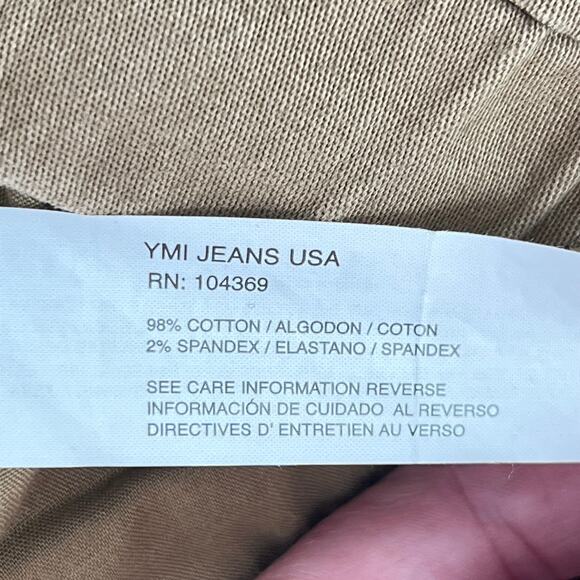 YMI JEANS USA
RN: 104369
98% COTTON / ALGODON / COTON
2% SPANDEX / ELASTANO / SPANDEX
SEE CARE INFORMATION REVERSE
INFORMACIÓN DE CUIDADO AL REVERSO
DIRECTIVES D' ENTRETIEN AU VERSO